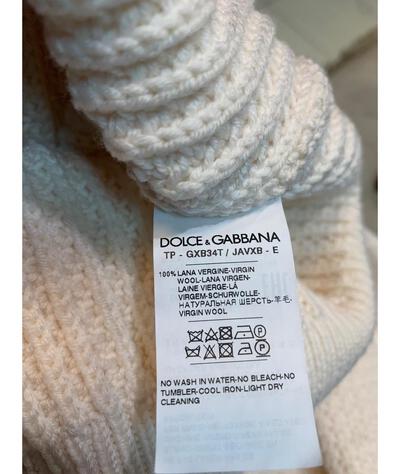 DOLCE & GABBANA
TP - GXB34T / JAVXB - E
100% LANA VERGINE-VIRGIN
WOOL-LANA VIRGEN-
LAINE VIERGE-LÃ
VIRGEM-SCHURWOLLE-
НАТУРАЛЬНАЯ ШЕРСТЬ-羊毛-
VIRGIN WOOL
NO WASH IN WATER-NO BLEACH-NO
TUMBLER-COOL IRON-LIGHT DRY
CLEANING